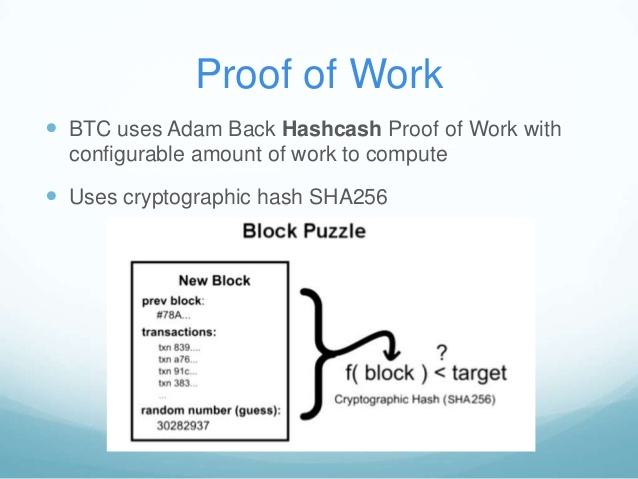 Proof of Work
BTC uses Adam Back Hashcash Proof of Work with
configurable amount of work to compute
Uses cryptographic hash SHA256
Block Puzzle
New Block
prev block:
#78A...
transactions:
txn 839....
txn a76...
txn 91c...
txn 383...
...
random number (guess):
30282937
?
f( block ) < target
Cryptographic Hash (SHA256)